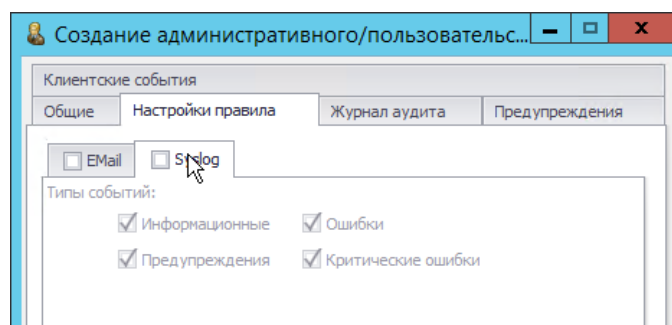 Создание административного/пользовательс...
Клиентские события
Общие Настройки правила Журнал аудита Предупреждения
EMail Syslog
Типы событий:
Информационные Ошибки
Предупреждения Критические ошибки